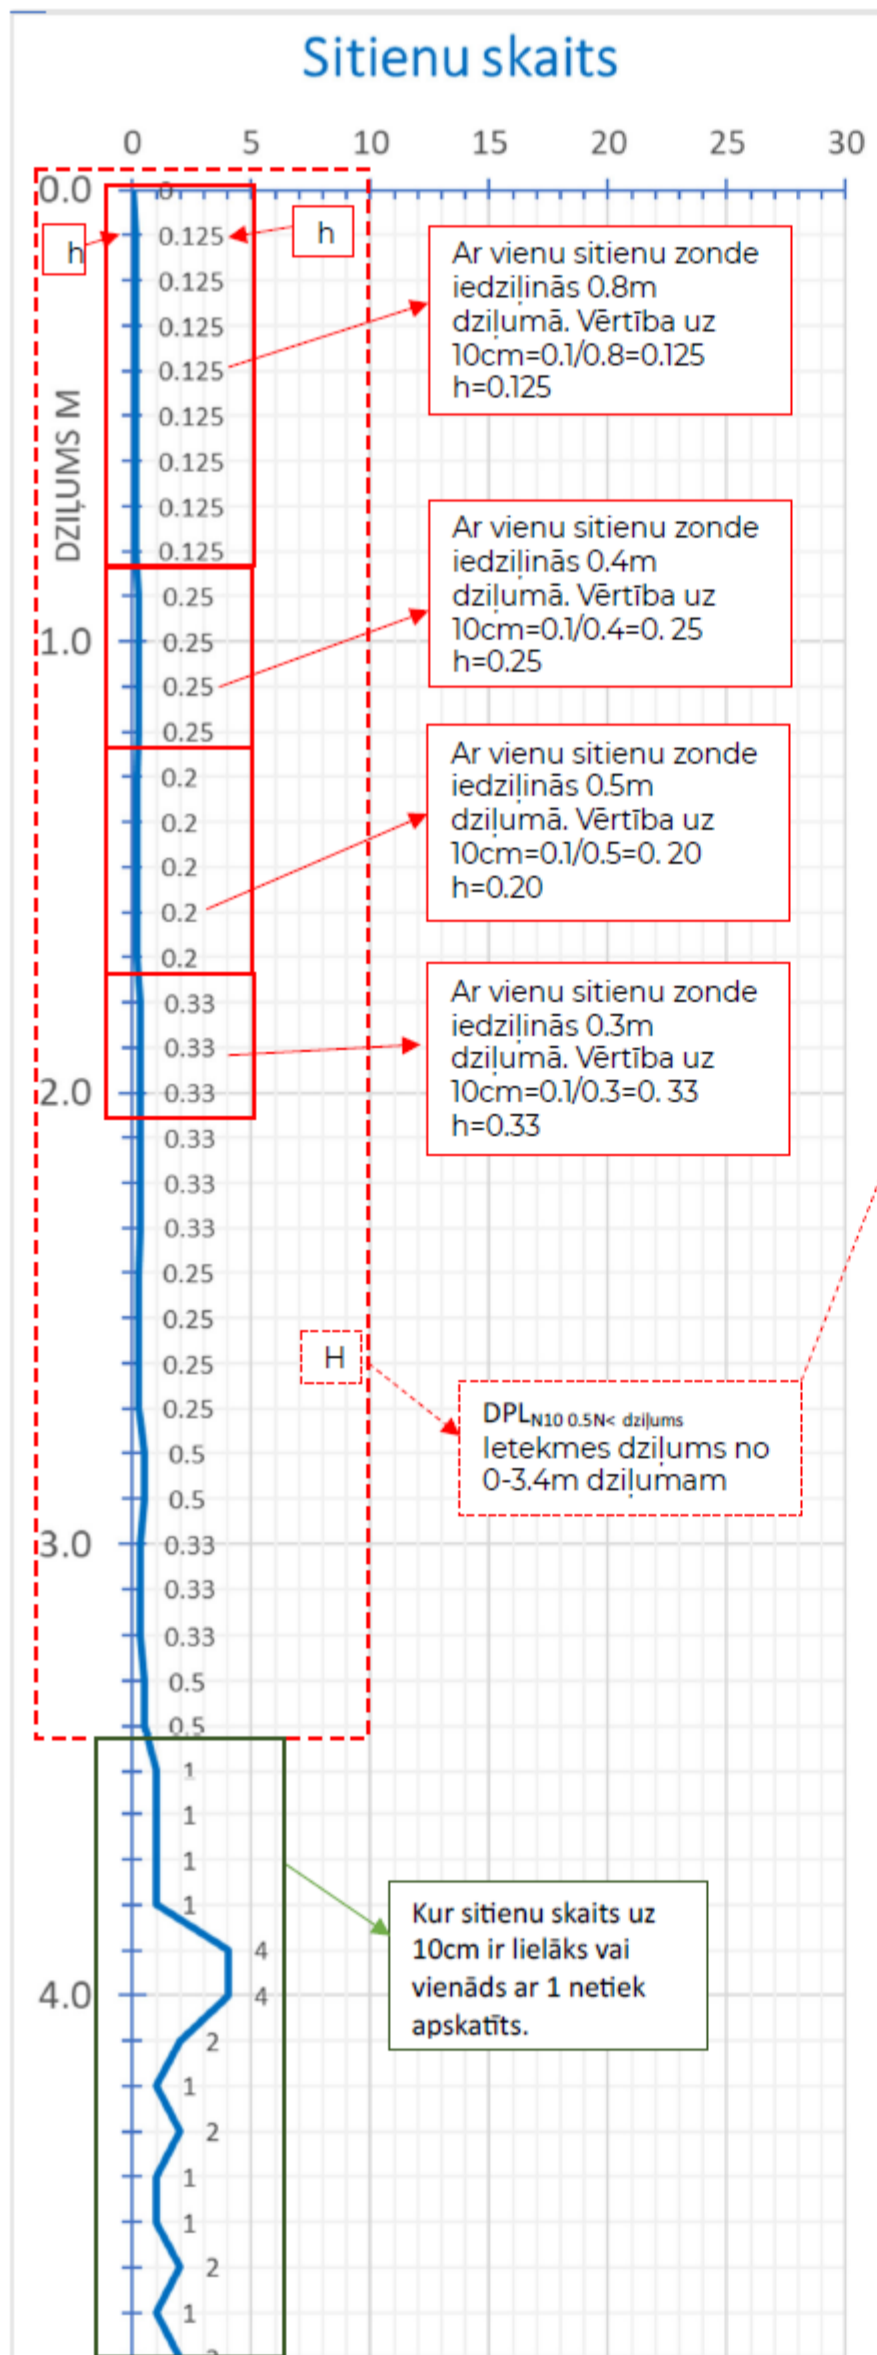 Sitienu skaits
0 5 10 15 20 25 30
0.0
0
h
0.125
h
0.125
0.125
0.125
0.125
0.125
0.125
0.125
DZIĻUMS M
Ar vienu sitienu zonde
iedziļinās 0.8m
dziļumā. Vērtība uz
10cm=0.1/0.8=0.125
h=0.125
0.25
1.0
0.25
0.25
0.25
Ar vienu sitienu zonde
iedziļinās 0.4m
dziļumā. Vērtība uz
10cm=0.1/0.4=0. 25
h=0.25
0.2
0.2
0.2
0.2
0.2
Ar vienu sitienu zonde
iedziļinās 0.5m
dziļumā. Vērtība uz
10cm=0.1/0.5=0. 20
h=0.20
0.33
0.33
2.0
0.33
Ar vienu sitienu zonde
iedziļinās 0.3m
dziļumā. Vērtība uz
10cm=0.1/0.3=0. 33
h=0.33
0.33
0.33
0.33
0.25
0.25
0.25
0.25
H
DPL N10 0.5N< dziļums
Ietekmes dziļums no
0-3.4m dziļumam
0.5
0.5
3.0
0.33
0.33
0.33
0.5
0.5
1
1
1
1
4
4.0
4
Kur sitienu skaits uz
10cm ir lielāks vai
vienāds ar 1 netiek
apskatīts.
2
1
2
1
1
2
1